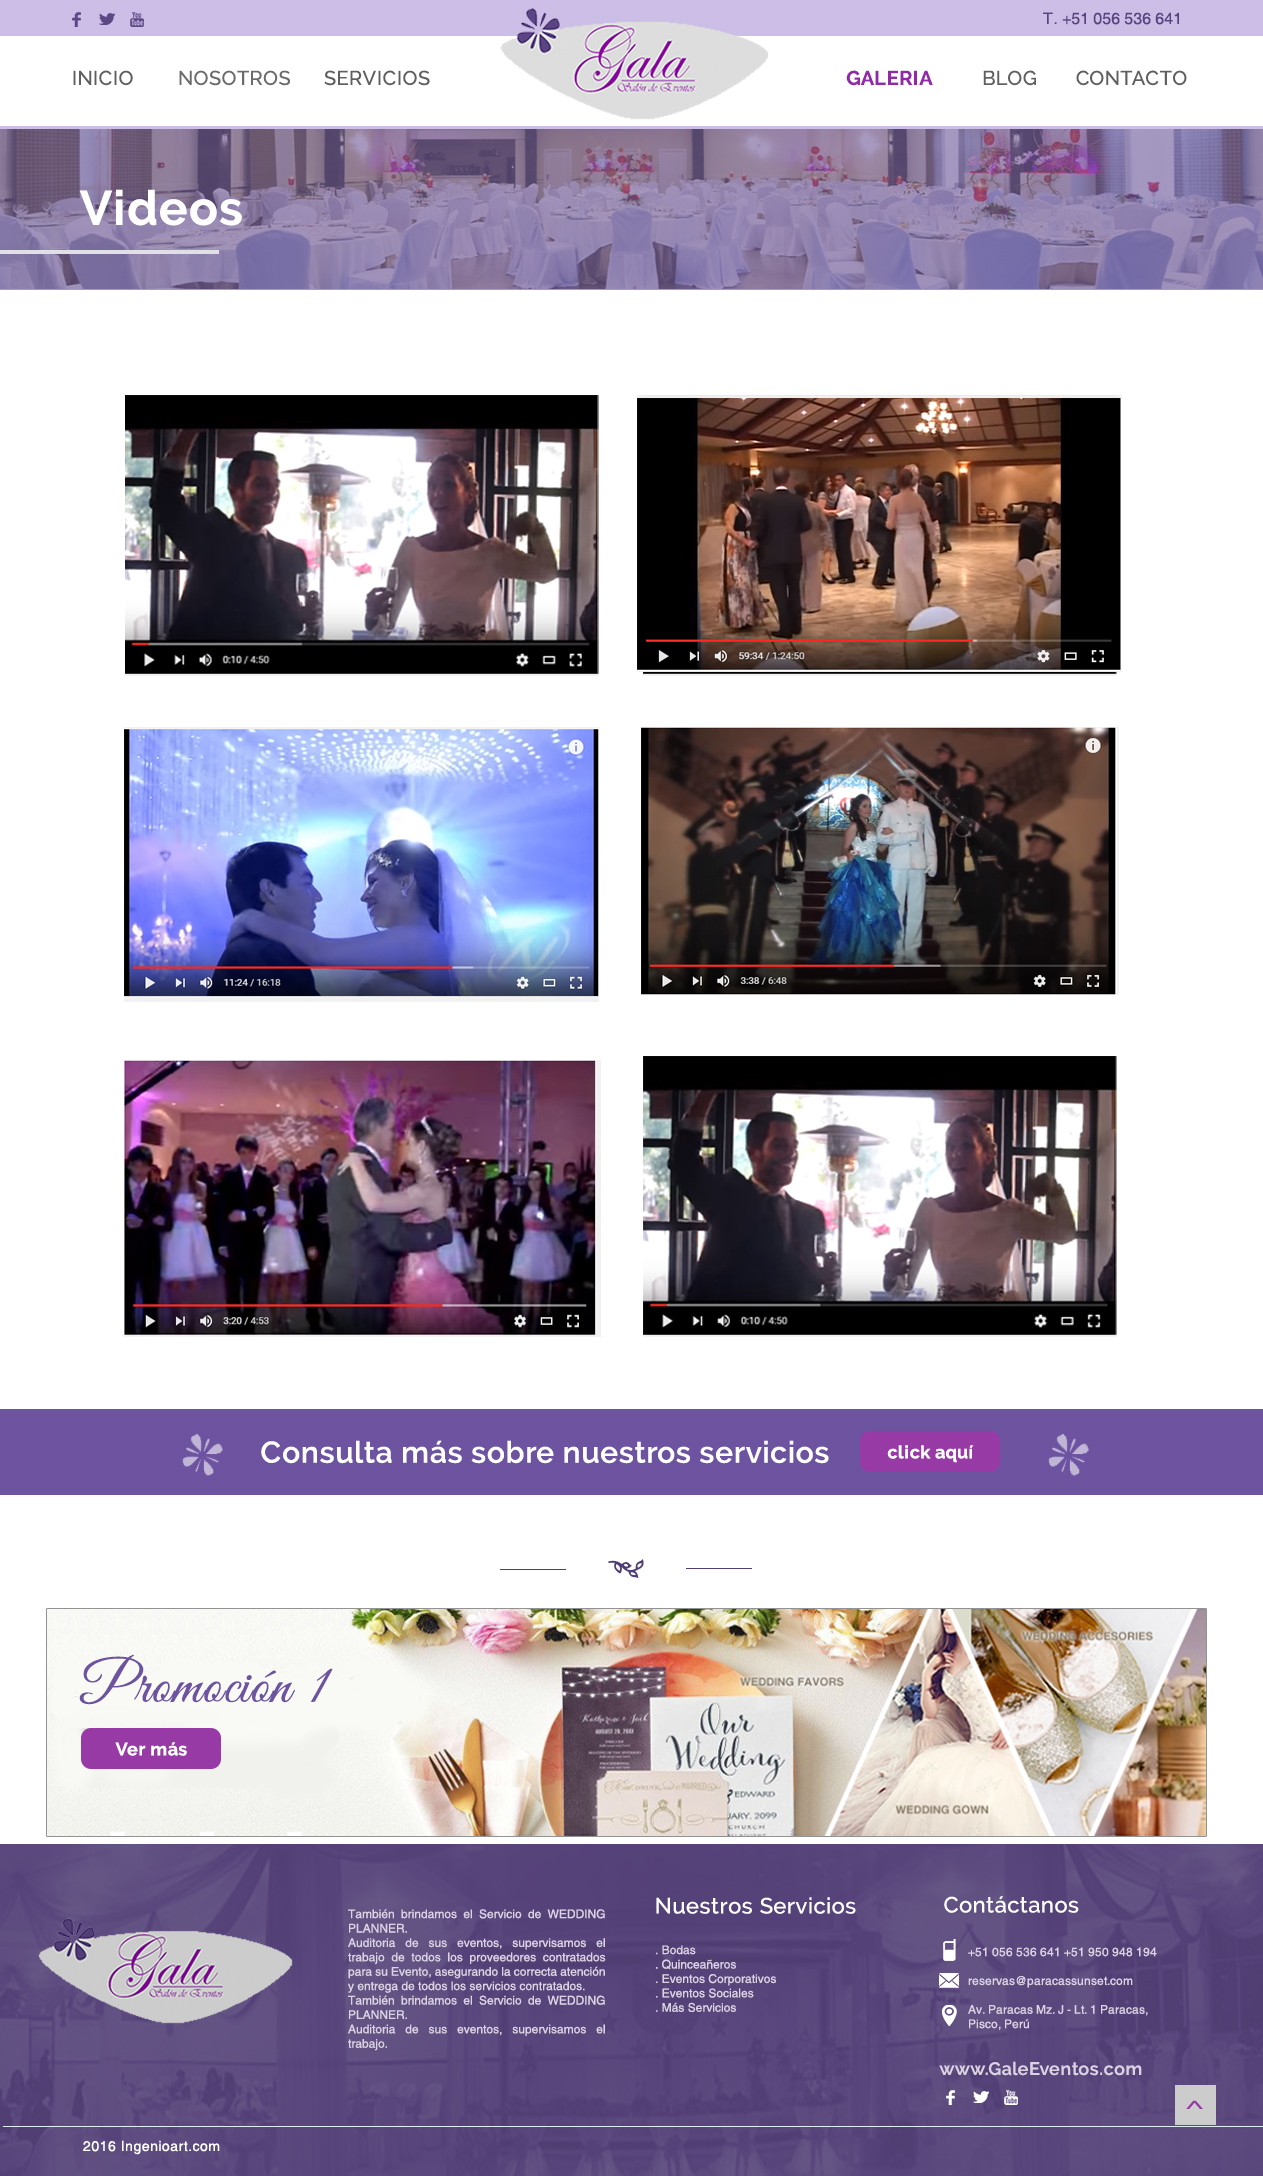 T. +51 056 536 641
INICIO NOSOTROS SERVICIOS
Gala
Salón de Eventos
GALERIA BLOG CONTACTO
Videos
0:10 / 4:50
59:34 / 1:24:50
11:24 / 16:18
3:38 / 6:48
3:20 / 4:53
0:10 / 4:50
Consulta más sobre nuestros servicios click aquí
Promoción 1
Ver más
WEDDING ACCESORIES
WEDDING FAVORS
AUGUST 20, 20XX
Our
Wedding
EDWARD
UARY. 2099
CHURCH
WEDDING GOWN
Gala
Salón de Eventos
También brindamos el Servicio de WEDDING
PLANNER.
Auditoria de sus eventos, supervisamos el
trabajo de todos los proveedores contratados
para su Evento, asegurando la correcta atención
y entrega de todos los servicios contratados.
También brindamos el Servicio de WEDDING
PLANNER.
Auditoria de sus eventos, supervisamos el
trabajo.
Nuestros Servicios
. Bodas
. Quinceañeros
. Eventos Corporativos
. Eventos Sociales
. Más Servicios
Contáctanos
+51 056 536 641 +51 950 948 194
reservas@paracassunset.com
Av. Paracas Mz. J - Lt. 1 Paracas,
Pisco, Perú
www.GaleEventos.com
2016 Ingenioart.com